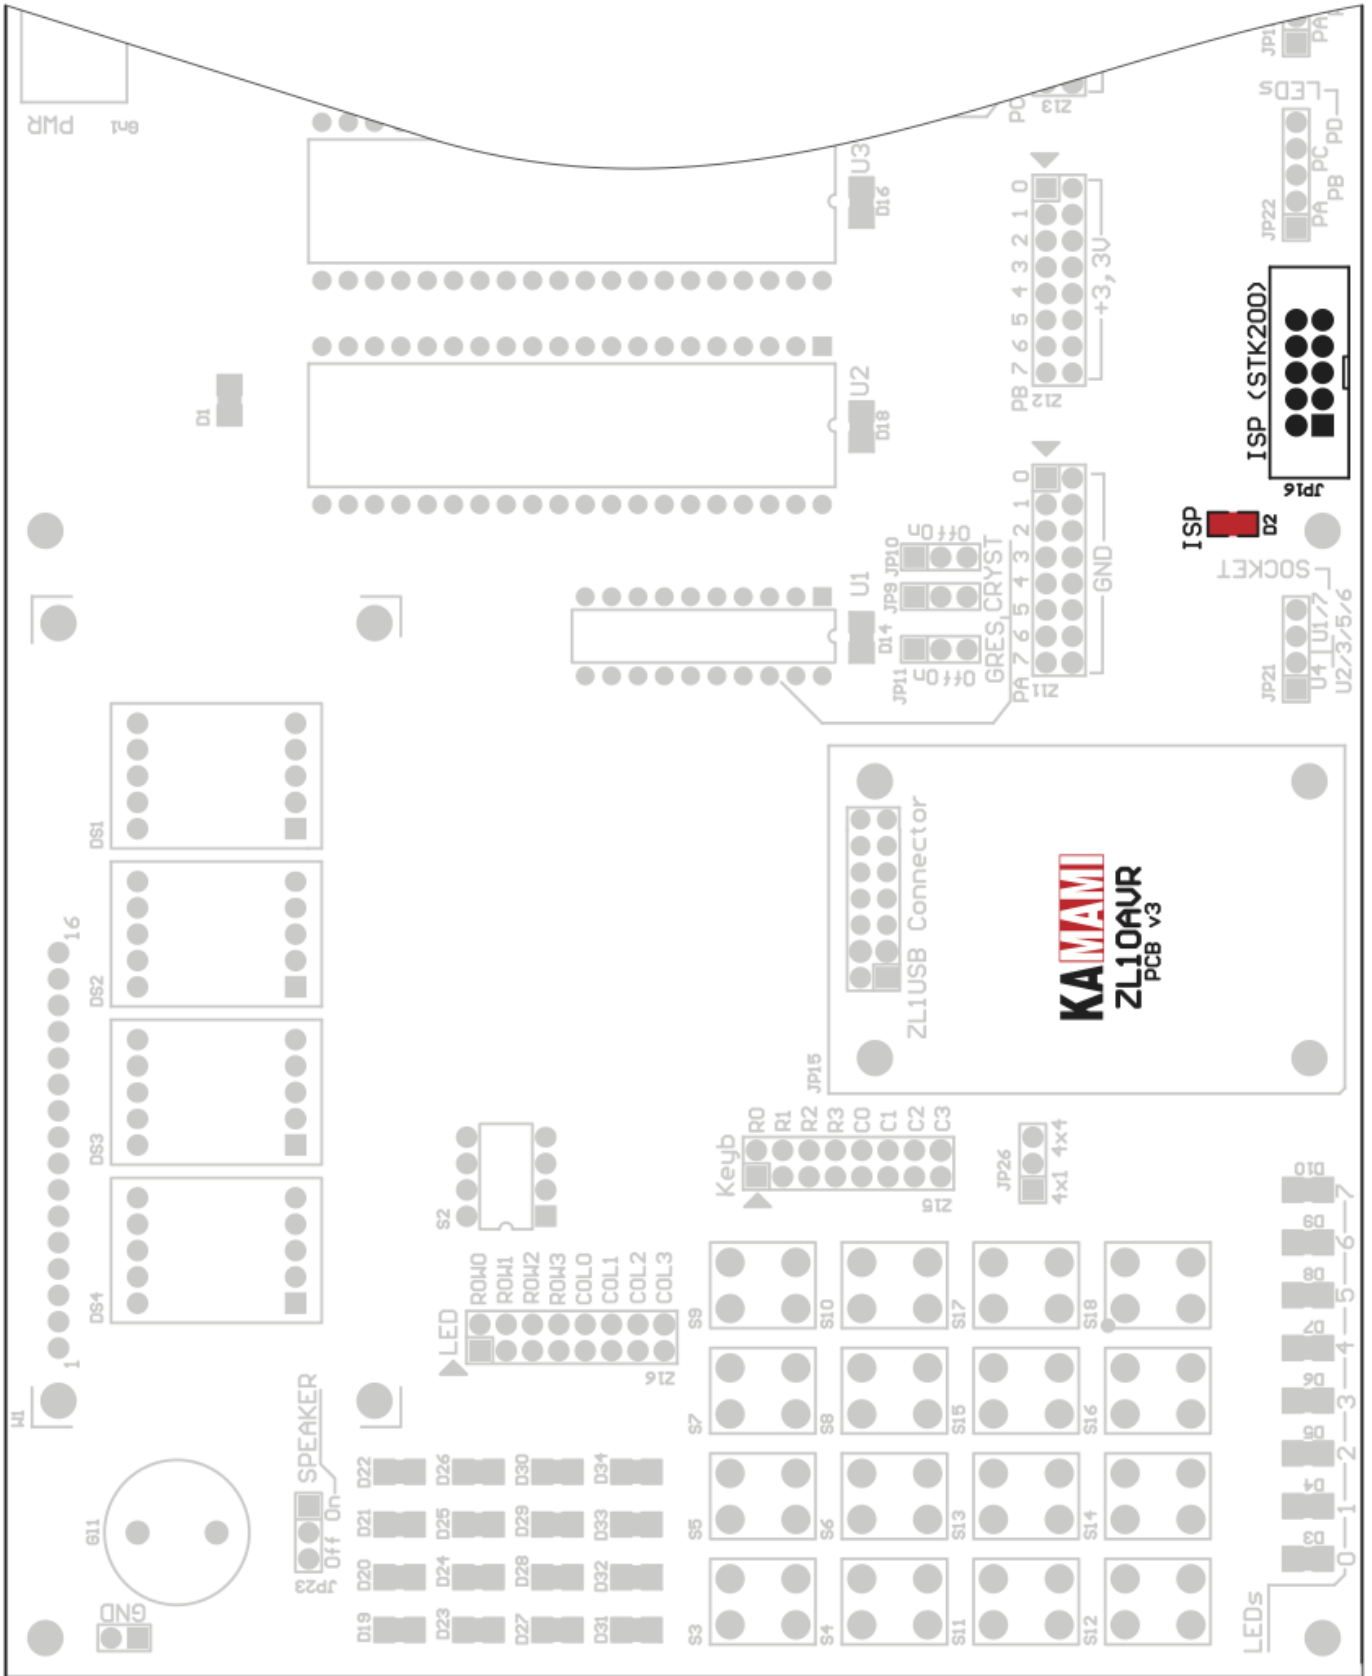 PWR
Gn1
PC
Z13
JP1
PA
LEDs
JP22
PA
PB
PC
PD
U3
D16
0
1
2
3
4
5
6
7
PB
Z12
+3,3V
ISP (STK200)
JP16
D1
U2
D18
ISP
D2
SOCKET
JP21
U4
U1/7
U2/3/5/6
0
1
2
3
4
5
6
7
PA
Z11
GND
JP10
On
Off
JP9
CRYST
JP11
On
Off
GRES
U1
D14
DS1
DS2
DS3
DS4
16
1
W1
ZL1USB Connector
JP15
KAMAMI
ZL10AVR
PCB v3
Keyb
R0
R1
R2
R3
C0
C1
C2
C3
Z15
JP26
4x1
4x4
S2
LED
ROW0
ROW1
ROW2
ROW3
COL0
COL1
COL2
COL3
Z16
S9
S10
S17
S18
S7
S8
S15
S16
S5
S6
S13
S14
S3
S4
S11
S12
D10
7
D9
6
D8
5
D7
4
D6
3
D5
2
D4
1
D3
0
LEDs
SPEAKER
On
Off
JP23
G11
GND
D22
D26
D30
D34
D21
D25
D29
D33
D20
D24
D28
D32
D19
D23
D27
D31